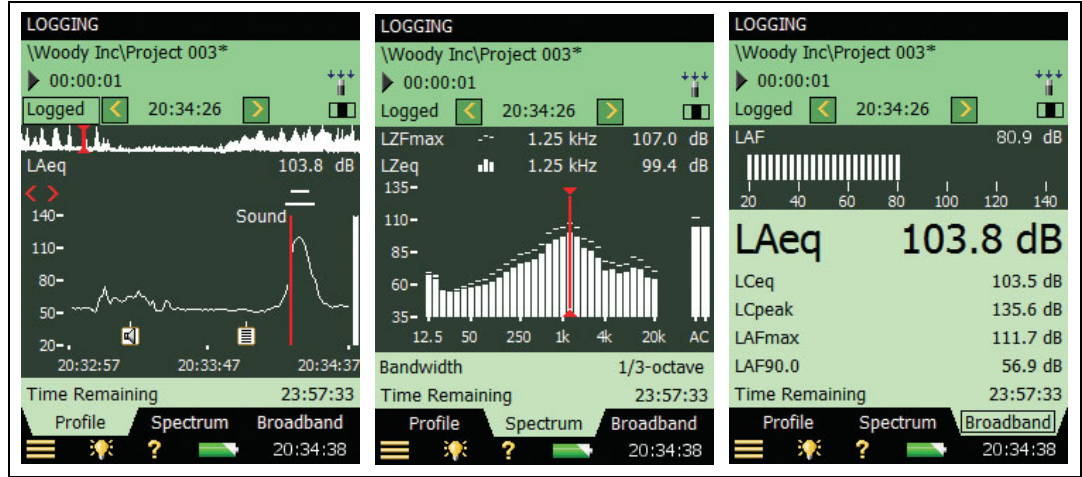 LOGGING
\Woody Inc\Project 003*
00:00:01
Logged < 20:34:26 >
LAeq 103.8 dB
< >
Sound
140-
110-
80-
50-
20-
20:32:57 20:33:47 20:34:37
Time Remaining 23:57:33
Profile Spectrum Broadband
? 20:34:38
LOGGING
\Woody Inc\Project 003*
00:00:01
Logged < 20:34:26 >
LZFmax 1.25 kHz 107.0 dB
LZeq 1.25 kHz 99.4 dB
135-
110-
85-
60-
35-
12.5 50 250 1k 4k 20k AC
Bandwidth 1/3-octave
Time Remaining 23:57:33
Profile Spectrum Broadband
? 20:34:38
LOGGING
\Woody Inc\Project 003*
00:00:01
Logged < 20:34:26 >
LAF 80.9 dB
20 40 60 80 100 120 140
LAeq 103.8 dB
LCeq 103.5 dB
LCpeak 135.6 dB
LAFmax 111.7 dB
LAF90.0 56.9 dB
Time Remaining 23:57:33
Profile Spectrum Broadband
? 20:34:38